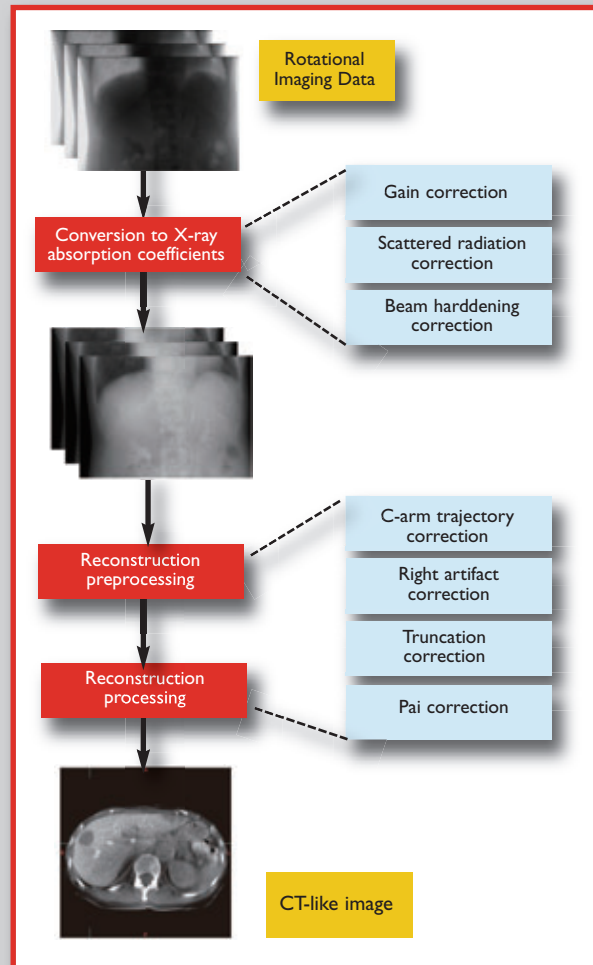 Rotational
Imaging Data
Conversion to X-ray
absorption coefficients
Gain correction
Scattered radiation
correction
Beam harddening
correction
Reconstruction
preprocessing
C-arm trajectory
correction
Right artifact
correction
Truncation
correction
Reconstruction
processing
Pai correction
CT-like image